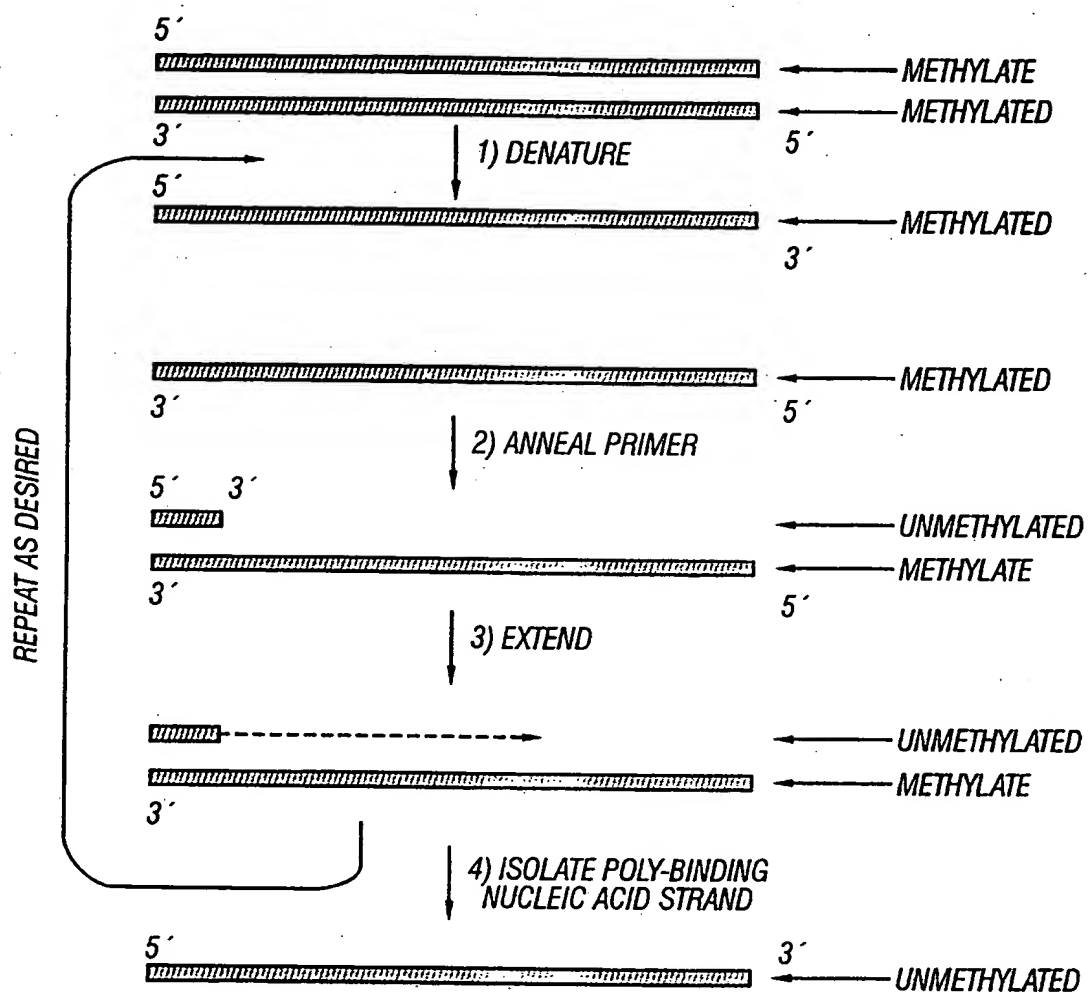 5´
METHYLATE
METHYLATED
3´
5´
1) DENATURE
5´
METHYLATED
3´
METHYLATED
3´
5´
2) ANNEAL PRIMER
REPEAT AS DESIRED
5´ 3´
UNMETHYLATED
METHYLATE
3´
5´
3) EXTEND
UNMETHYLATED
METHYLATE
3´
4) ISOLATE POLY-BINDING
NUCLEIC ACID STRAND
5´
3´
UNMETHYLATED